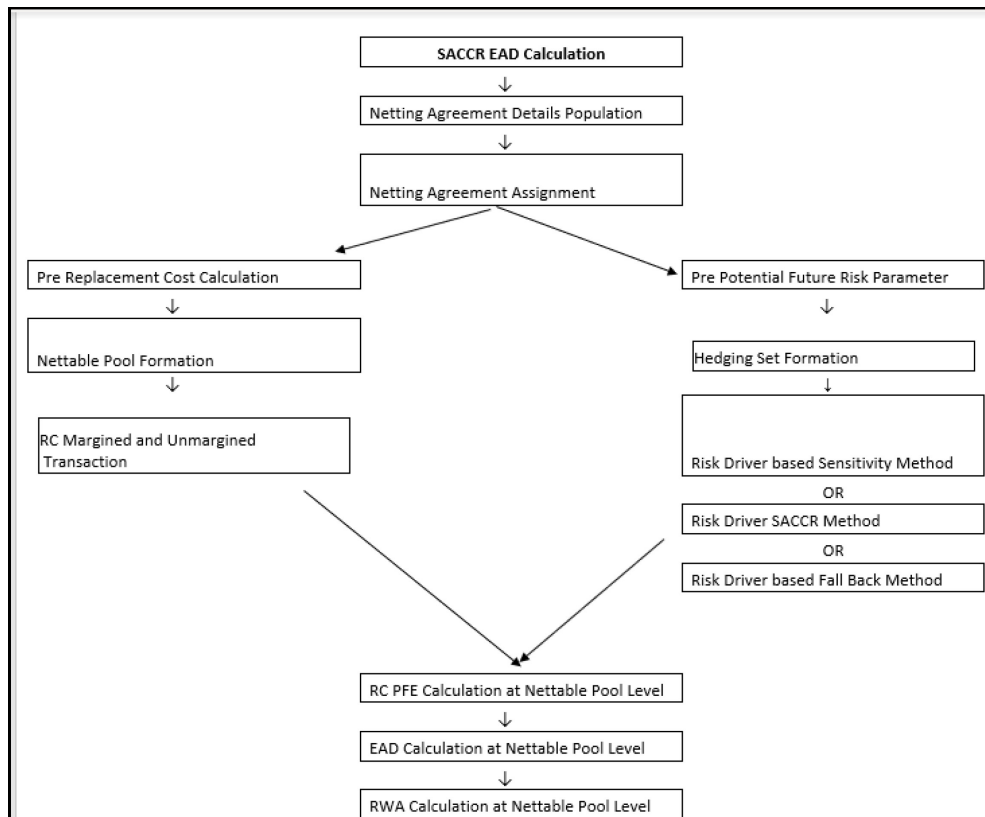 SACCR EAD Calculation
↓
Netting Agreement Details Population
↓
Netting Agreement Assignment
Pre Replacement Cost Calculation
↓
Nettable Pool Formation
↓
RC Margined and Unmargined
Transaction
Pre Potential Future Risk Parameter
↓
Hedging Set Formation
↓
Risk Driver based Sensitivity Method
OR
Risk Driver SACCR Method
OR
Risk Driver based Fall Back Method
RC PFE Calculation at Nettable Pool Level
↓
EAD Calculation at Nettable Pool Level
↓
RWA Calculation at Nettable Pool Level